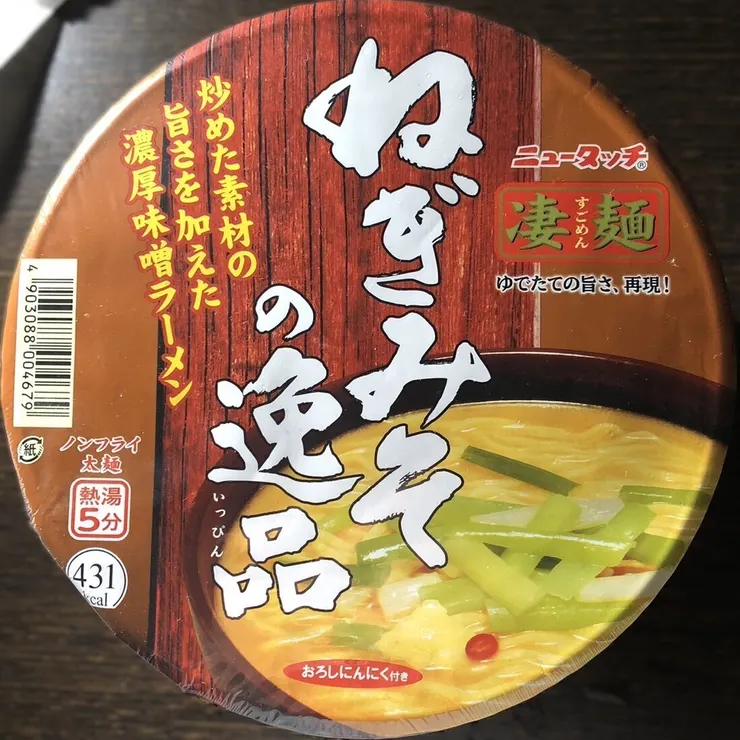 ねぎみそ
の逸品
いっぴん
炒めた素材の
旨さを加えた
濃厚味噌ラーメン
ニュータッチ®
凄麺
すごめん
ゆでたての旨さ、再現!
4903088004679
紙
ノンフライ
太麺
熱湯
5分
431
kcal
おろしにんにく付き